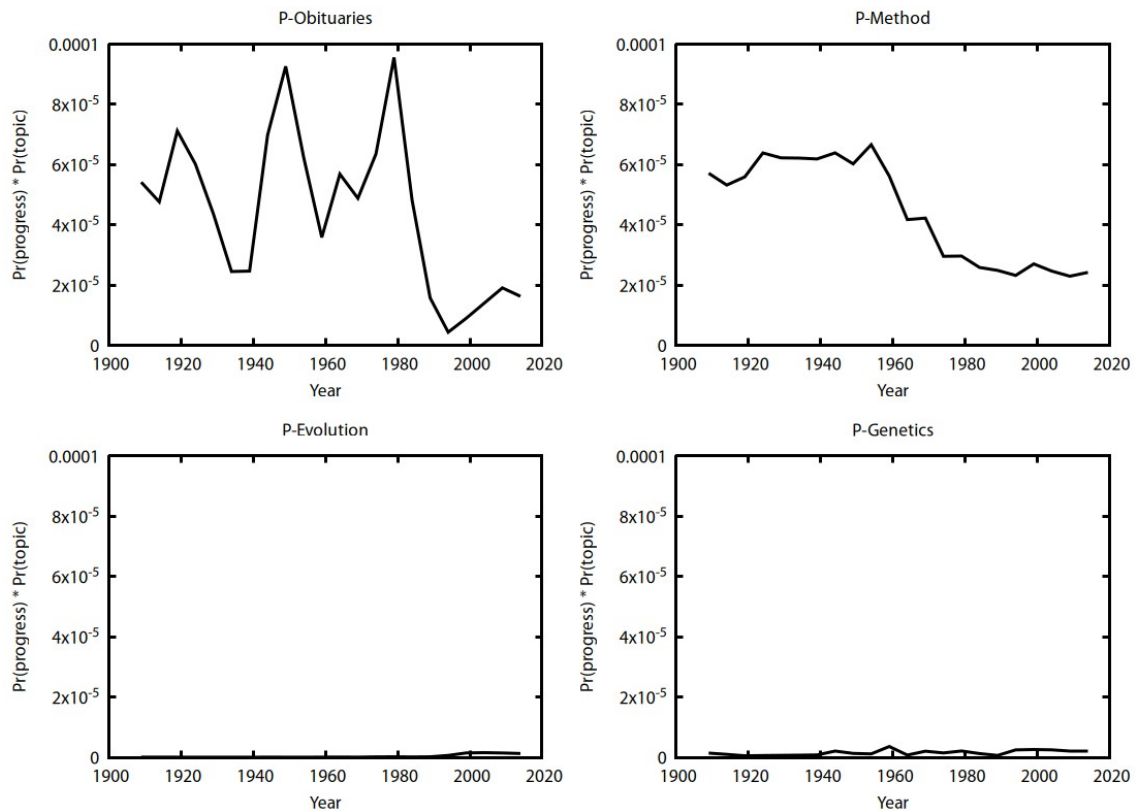 P-Obituaries
0.0001
8x10⁻⁵
6x10⁻⁵
4x10⁻⁵
2x10⁻⁵
0
Pr(progress) * Pr(topic)
1900 1920 1940 1960 1980 2000 2020
Year
P-Method
0.0001
8x10⁻⁵
6x10⁻⁵
4x10⁻⁵
2x10⁻⁵
0
Pr(progress) * Pr(topic)
1900 1920 1940 1960 1980 2000 2020
Year
P-Evolution
0.0001
8x10⁻⁵
6x10⁻⁵
4x10⁻⁵
2x10⁻⁵
0
Pr(progress) * Pr(topic)
1900 1920 1940 1960 1980 2000 2020
Year
P-Genetics
0.0001
8x10⁻⁵
6x10⁻⁵
4x10⁻⁵
2x10⁻⁵
0
Pr(progress) * Pr(topic)
1900 1920 1940 1960 1980 2000 2020
Year